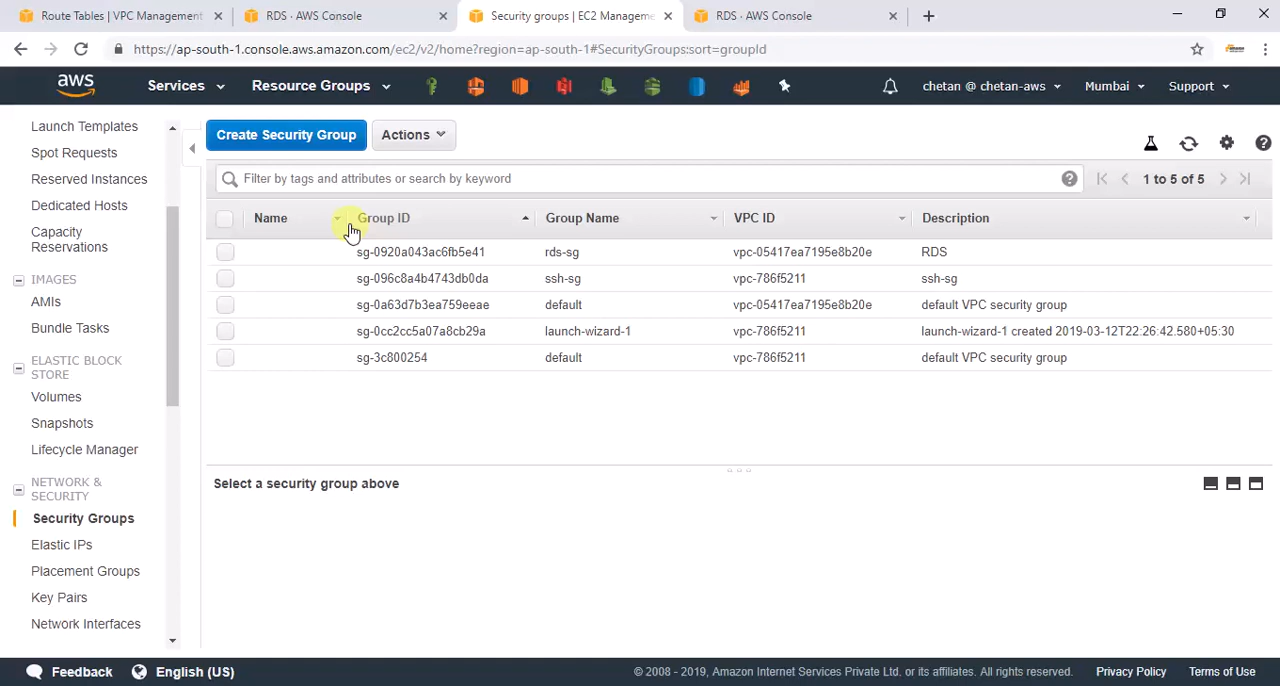 Route Tables | VPC Management
RDS · AWS Console
Security groups | EC2 Manageme
RDS · AWS Console
https://ap-south-1.console.aws.amazon.com/ec2/v2/home?region=ap-south-1#SecurityGroups:sort=groupId
aws
Services
Resource Groups
chetan @ chetan-aws
Mumbai
Support
Launch Templates
Spot Requests
Reserved Instances
Dedicated Hosts
Capacity
Reservations
IMAGES
AMIs
Bundle Tasks
ELASTIC BLOCK
STORE
Volumes
Snapshots
Lifecycle Manager
NETWORK &
SECURITY
Security Groups
Elastic IPs
Placement Groups
Key Pairs
Network Interfaces
Create Security Group
Actions
Filter by tags and attributes or search by keyword
1 to 5 of 5
Name Group ID Group Name VPC ID Description
sg-0920a043ac6fb5e41 rds-sg vpc-05417ea7195e8b20e RDS
sg-096c8a4b4743db0da ssh-sg vpc-786f5211 ssh-sg
sg-0a63d7b3ea759eeae default vpc-05417ea7195e8b20e default VPC security group
sg-0cc2cc5a07a8cb29a launch-wizard-1 vpc-786f5211 launch-wizard-1 created 2019-03-12T22:26:42.580+05:30
sg-3c800254 default vpc-786f5211 default VPC security group
Select a security group above
Feedback
English (US)
© 2008 - 2019, Amazon Internet Services Private Ltd. or its affiliates. All rights reserved.
Privacy Policy
Terms of Use